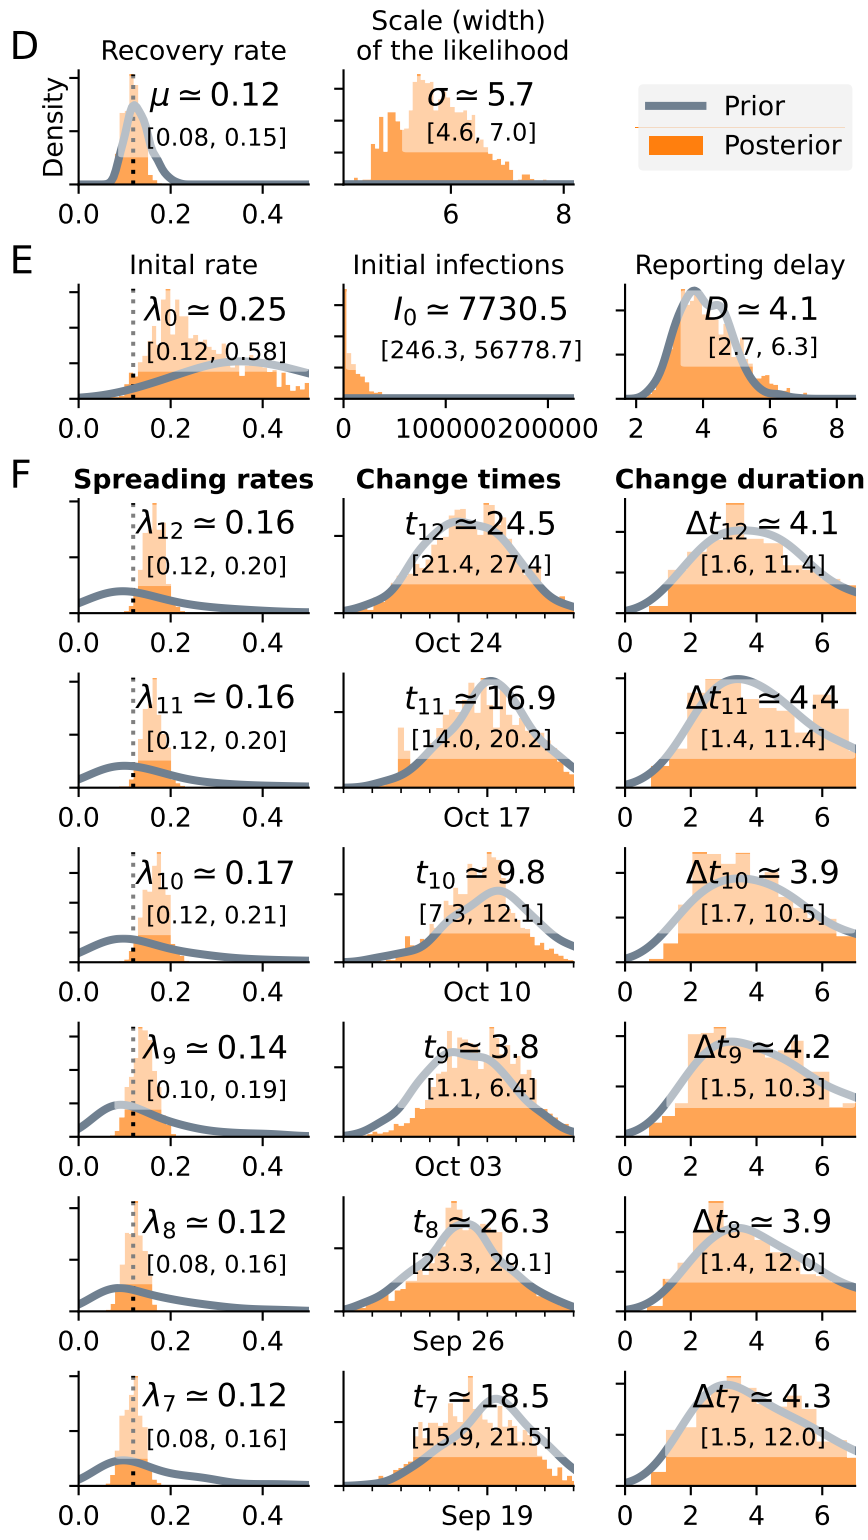 D
Recovery rate
Scale (width)
of the likelihood
Density
μ ≃ 0.12
[0.08, 0.15]
σ ≃ 5.7
[4.6, 7.0]
Prior
Posterior
0.0 0.2 0.4
6 8
E
Inital rate
Initial infections
Reporting delay
λ0 ≃ 0.25
[0.12, 0.58]
I0 ≃ 7730.5
[246.3, 56778.7]
D ≃ 4.1
[2.7, 6.3]
0.0 0.2 0.4
0 100000 200000
2 4 6 8
F
Spreading rates
Change times
Change duration
λ12 ≃ 0.16
[0.12, 0.20]
t12 ≃ 24.5
[21.4, 27.4]
Δt12 ≃ 4.1
[1.6, 11.4]
0.0 0.2 0.4
Oct 24
0 2 4 6
λ11 ≃ 0.16
[0.12, 0.20]
t11 ≃ 16.9
[14.0, 20.2]
Δt11 ≃ 4.4
[1.4, 11.4]
0.0 0.2 0.4
Oct 17
0 2 4 6
λ10 ≃ 0.17
[0.12, 0.21]
t10 ≃ 9.8
[7.3, 12.1]
Δt10 ≃ 3.9
[1.7, 10.5]
0.0 0.2 0.4
Oct 10
0 2 4 6
λ9 ≃ 0.14
[0.10, 0.19]
t9 ≃ 3.8
[1.1, 6.4]
Δt9 ≃ 4.2
[1.5, 10.3]
0.0 0.2 0.4
Oct 03
0 2 4 6
λ8 ≃ 0.12
[0.08, 0.16]
t8 ≃ 26.3
[23.3, 29.1]
Δt8 ≃ 3.9
[1.4, 12.0]
0.0 0.2 0.4
Sep 26
0 2 4 6
λ7 ≃ 0.12
[0.08, 0.16]
t7 ≃ 18.5
[15.9, 21.5]
Δt7 ≃ 4.3
[1.5, 12.0]
0.0 0.2 0.4
Sep 19
0 2 4 6